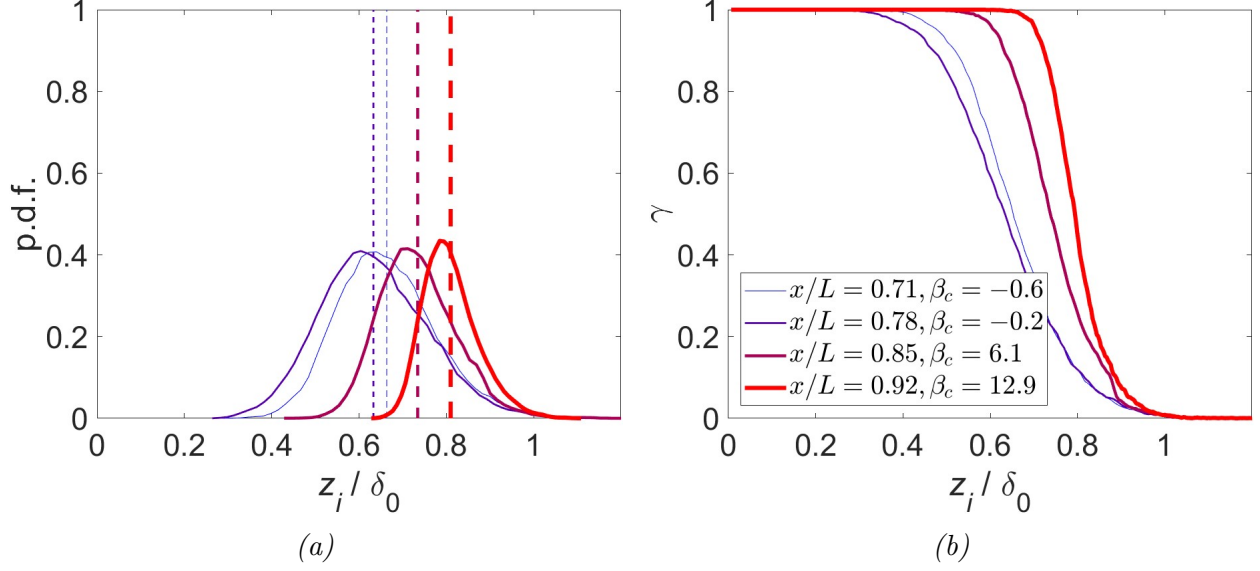 1
0.8
0.6
0.4
0.2
0
p.d.f.
0 0.2 0.4 0.6 0.8 1
z_i / δ_0
(a)
1
0.8
0.6
0.4
0.2
0
γ
x/L = 0.71, β_c = −0.6
x/L = 0.78, β_c = −0.2
x/L = 0.85, β_c = 6.1
x/L = 0.92, β_c = 12.9
0 0.2 0.4 0.6 0.8 1
z_i / δ_0
(b)